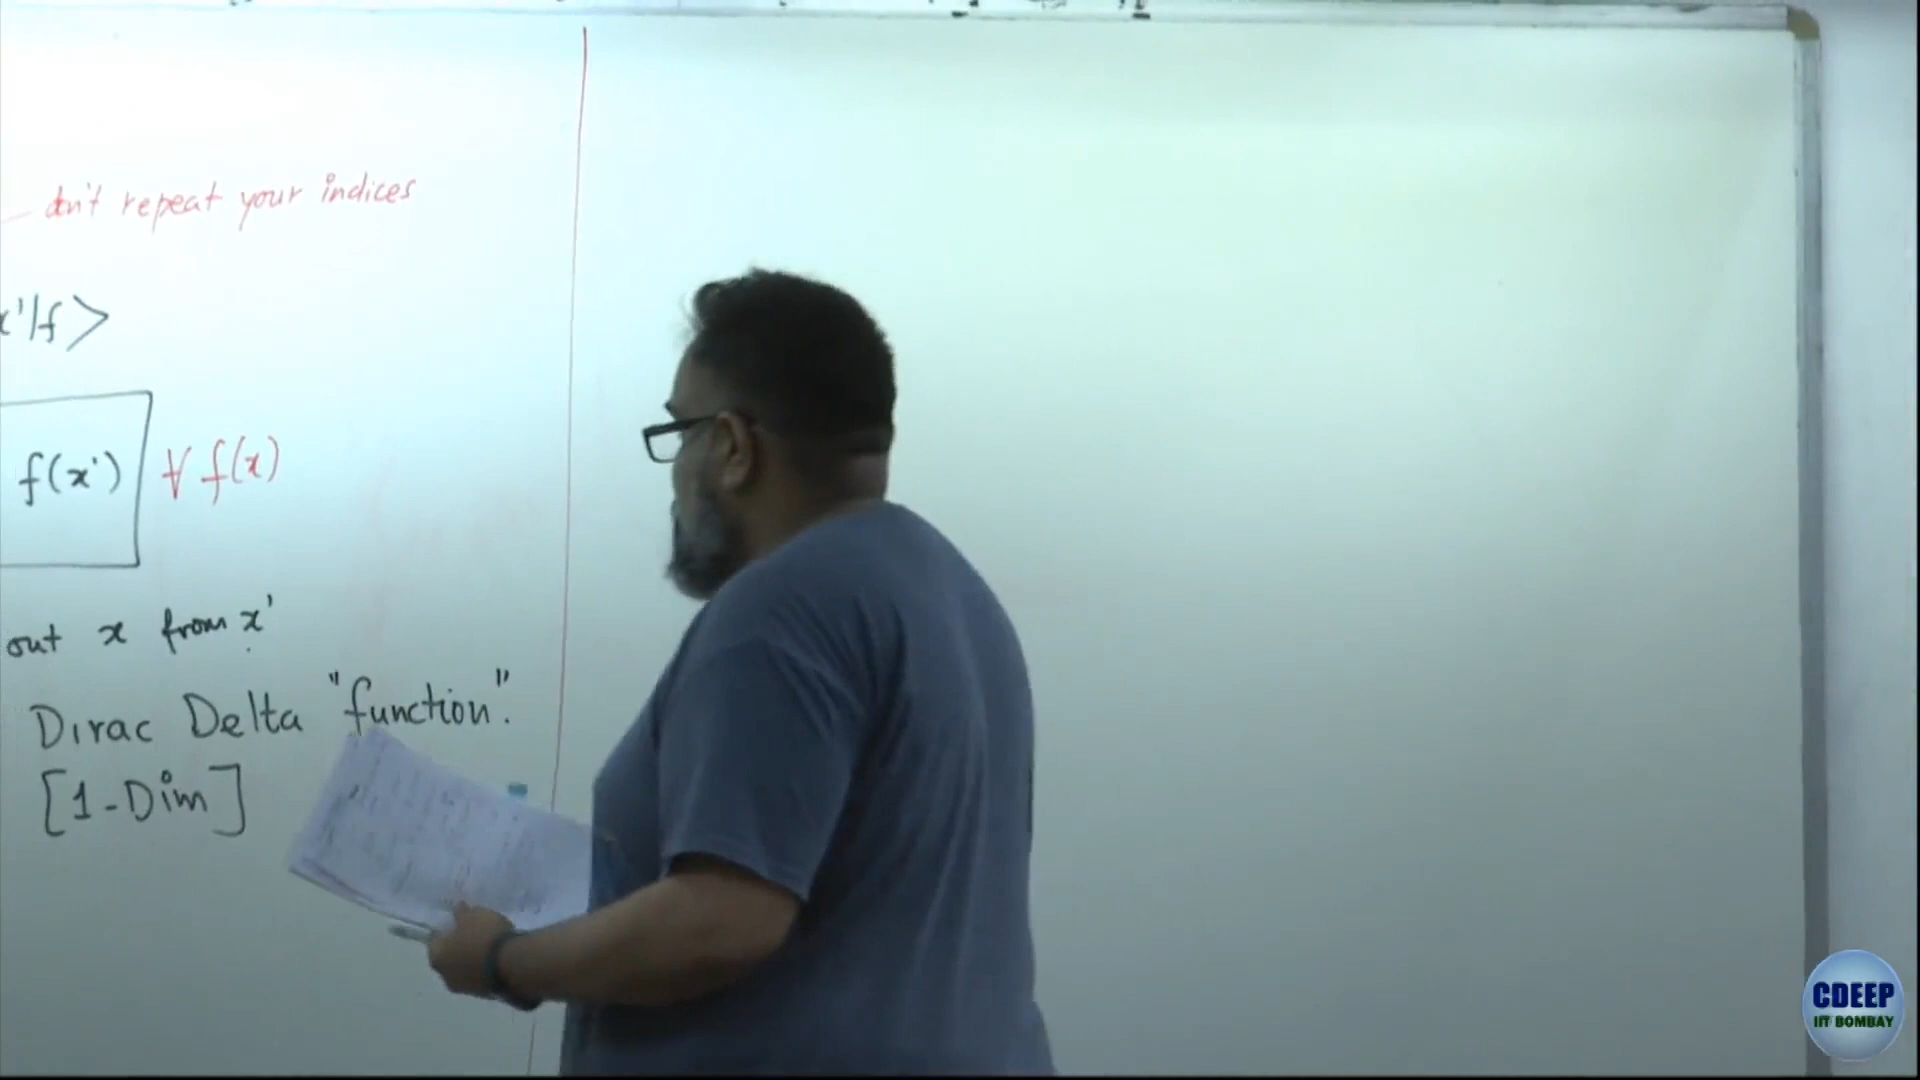 don't repeat your indices
x'|f>
f(x') ∀ f(x)
out x from x'
Dirac Delta "function."
[1-Dim]
CDEEP
IIT BOMBAY